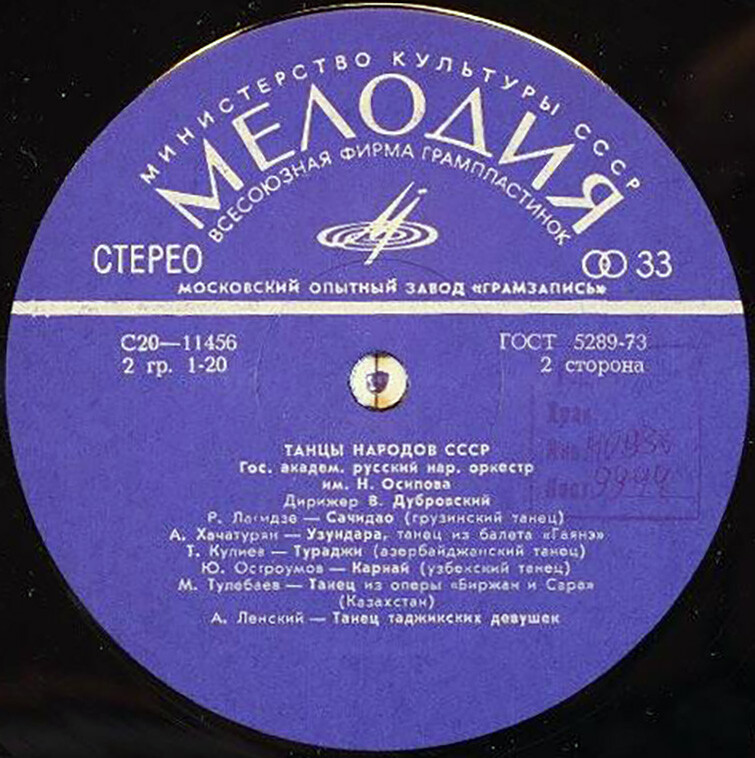 МИНИСТЕРСТВО КУЛЬТУРЫ СССР
МЕЛОДИЯ
ВСЕСОЮЗНАЯ ФИРМА ГРАМПЛАСТИНОК
СТЕРЕО
33
МОСКОВСКИЙ ОПЫТНЫЙ ЗАВОД «ГРАМЗАПИСЬ»
С20—11456
ГОСТ 5289-73
2 гр. 1-20
2 сторона
ТАНЦЫ НАРОДОВ СССР
Гос. академ. русский нар. оркестр
им. Н. Осипова
Дирижер В. Дубровский
Р. Лагидзе — Сачидао (грузинский танец)
А. Хачатурян — Узундара, танец из балета «Гаянэ»
Т. Кулиев — Тураджи (азербайджанский танец)
Ю. Остроумов — Карнай (узбекский танец)
М. Тулебаев — Танец из оперы «Биржан и Сара»
(Казахстан)
А. Ленский — Танец таджикских девушек